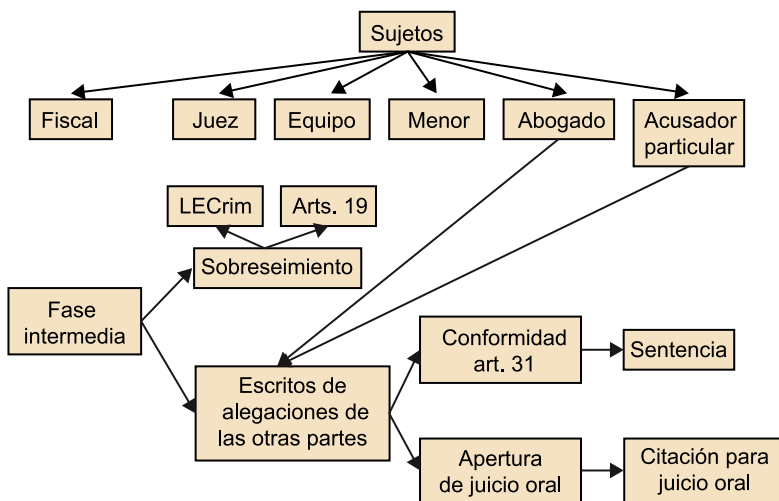 Sujetos
Fiscal
Juez
Equipo
Menor
Abogado
Acusador
particular
LECrim
Arts. 19
Sobreseimiento
Fase
intermedia
Escritos de
alegaciones de
las otras partes
Conformidad
art. 31
Sentencia
Apertura
de juicio oral
Citación para
juicio oral